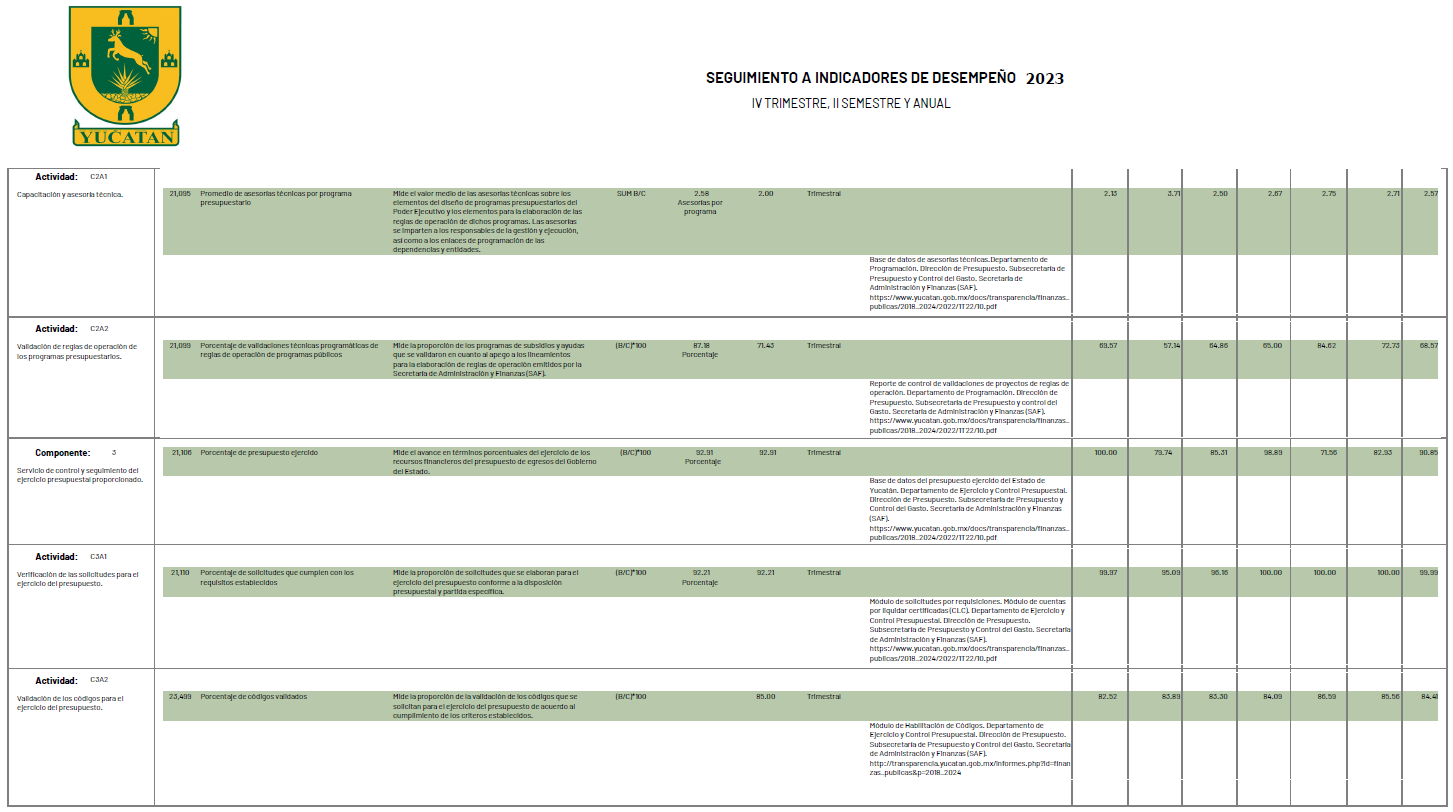 YUCATAN
SEGUIMIENTO A INDICADORES DE DESEMPEÑO 2023
IV TRIMESTRE, II SEMESTRE Y ANUAL
Actividad: C2A1
Capacitación y asesoría técnica.
21,095 Promedio de asesorías técnicas por programa Mide el valor medio de las asesorías técnicas sobre los SUM B/C 2.58 2.00 Trimestral 2.13 3.71 2.50 2.67 2.75 2.71 2.57
presupuestario elementos del diseño de programas presupuestarios del Asesorías por
Poder Ejecutivo y los elementos para la elaboración de las programa
reglas de operación de dichos programas. Las asesorías
se imparten a los responsables de la gestión y ejecución,
así como a los enlaces de programación de las
dependencias y entidades.
Base de datos de asesorías técnicas.Departamento de
Programación. Dirección de Presupuesto. Subsecretaría de
Presupuesto y Control del Gasto. Secretaría de
Administración y Finanzas (SAF).
https://www.yucatan.gob.mx/docs/transparencia/finanzas_
publicas/2018_2024/2022/1T22/10.pdf
Actividad: C2A2
Validación de reglas de operación de
los programas presupuestarios.
21,099 Porcentaje de validaciones técnicas programáticas de Mide la proporción de los programas de subsidios y ayudas (B/C)*100 87.18 71.43 Trimestral 69.57 57.14 64.86 65.00 84.62 72.73 68.57
reglas de operación de programas públicos que se validaron en cuanto al apego a los lineamientos Porcentaje
para la elaboración de reglas de operación emitidos por la
Secretaría de Administración y Finanzas (SAF).
Reporte de control de validaciones de proyectos de reglas de
operación. Departamento de Programación. Dirección de
Presupuesto. Subsecretaría de Presupuesto y control del
Gasto. Secretaría de Administración y Finanzas (SAF).
https://www.yucatan.gob.mx/docs/transparencia/finanzas_
publicas/2018_2024/2022/1T22/10.pdf
Componente: 3
Servicio de control y seguimiento del
ejercicio presupuestal proporcionado.
21,106 Porcentaje de presupuesto ejercido Mide el avance en términos porcentuales del ejercicio de los (B/C)*100 92.91 92.91 Trimestral 100.00 79.74 85.31 98.89 71.56 82.93 90.85
recursos financieros del presupuesto de egresos del Gobierno Porcentaje
del Estado.
Base de datos del presupuesto ejercido del Estado de
Yucatán. Departamento de Ejercicio y Control Presupuestal.
Dirección de Presupuesto. Subsecretaría de Presupuesto y
Control del Gasto. Secretaría de Administración y Finanzas
(SAF).
https://www.yucatan.gob.mx/docs/transparencia/finanzas_
publicas/2018_2024/2022/1T22/10.pdf
Actividad: C3A1
Verificación de las solicitudes para el
ejercicio del presupuesto.
21,110 Porcentaje de solicitudes que cumplen con los Mide la proporción de solicitudes que se elaboran para el (B/C)*100 92.21 92.21 Trimestral 99.97 95.09 96.16 100.00 100.00 100.00 99.99
requisitos establecidos ejercicio del presupuesto conforme a la disposición Porcentaje
presupuestal y partida específica.
Módulo de solicitudes por requisiciones. Módulo de cuentas
por liquidar certificadas (CLC). Departamento de Ejercicio y
Control Presupuestal. Dirección de Presupuesto.
Subsecretaría de Presupuesto y Control del Gasto. Secretaría
de Administración y Finanzas (SAF).
https://www.yucatan.gob.mx/docs/transparencia/finanzas_
publicas/2018_2024/2022/1T22/10.pdf
Actividad: C3A2
Validación de los códigos para el
ejercicio del presupuesto.
23,499 Porcentaje de códigos validados Mide la proporción de la validación de los códigos que se (B/C)*100 85.00 Trimestral 82.52 83.89 83.30 84.09 86.59 85.56 84.41
solicitan para el ejercicio del presupuesto de acuerdo al
cumplimiento de los criteros establecidos.
Módulo de Habilitación de Códigos. Departamento de
Ejercicio y Control Presupuestal. Dirección de Presupuesto.
Subsecretaría de Presupuesto y Control del Gasto. Secretaría
de Administración y Finanzas (SAF).
http://transparencia.yucatan.gob.mx/informes.php?id=finan
zas_publicas&p=2018_2024